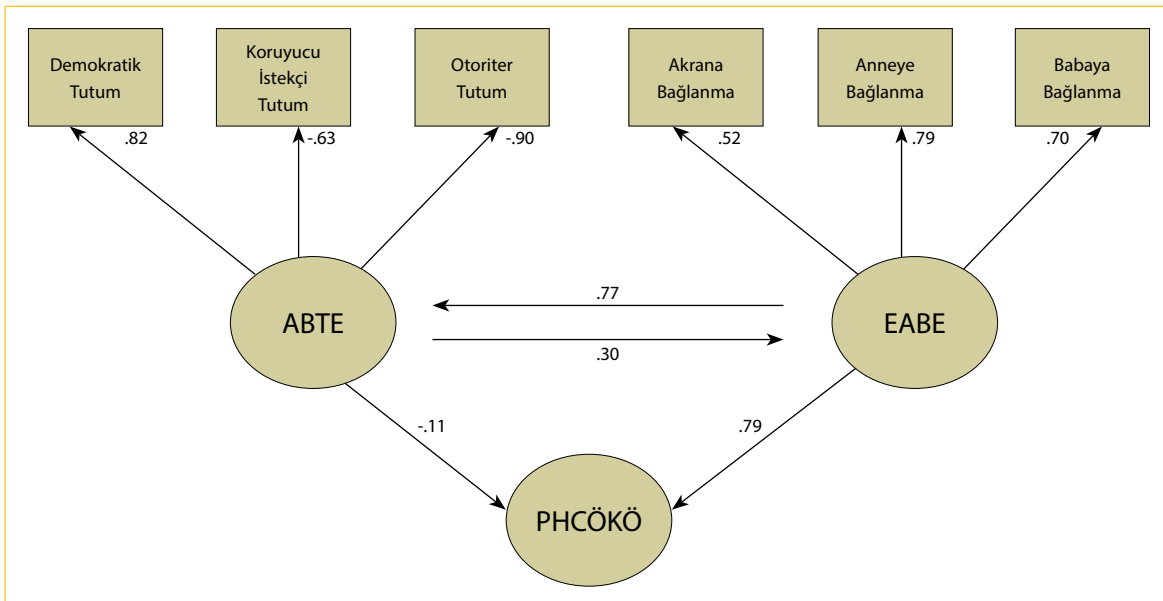 Demokratik
Tutum
Koruyucu
İstekçi
Tutum
Otoriter
Tutum
Akrana
Bağlanma
Anneye
Bağlanma
Babaya
Bağlanma
.82
-.63
-.90
.52
.79
.70
ABTE
.77
.30
EABE
-.11
.79
PHCÖKÖ